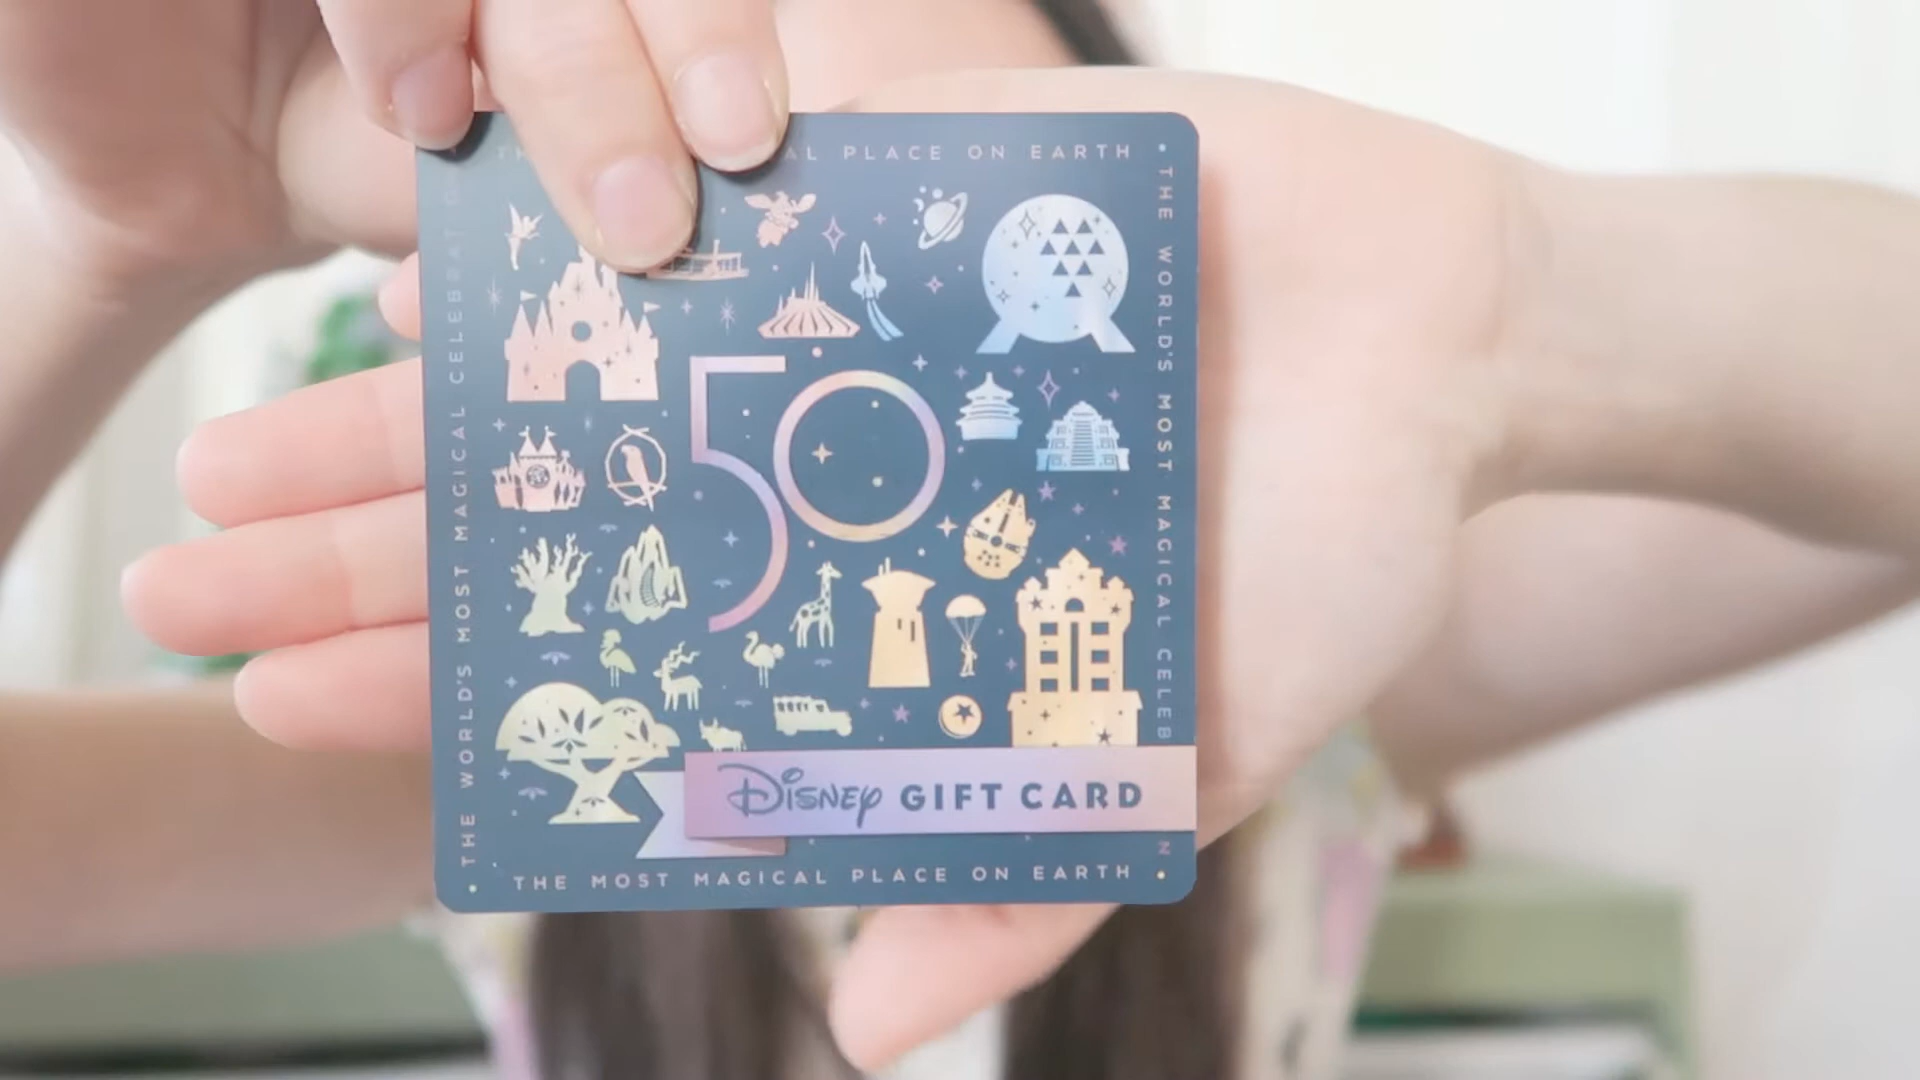 AL PLACE ON EARTH
THE WORLD'S MOST MAGICAL CELEB
THE WORLD'S MOST MAGICAL CELEBRAT
50
Disney GIFT CARD
THE MOST MAGICAL PLACE ON EARTH